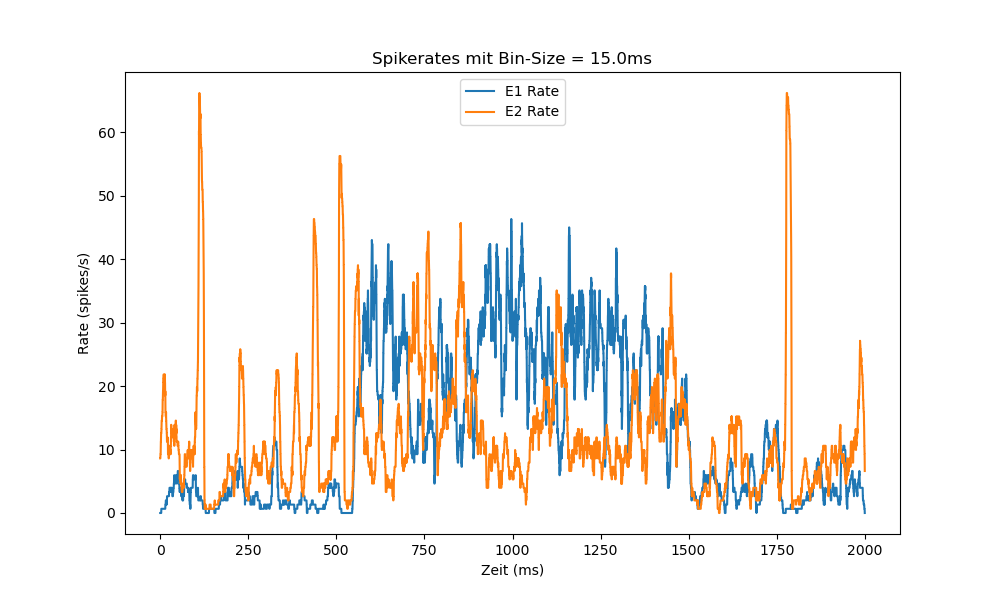 Spikerates mit Bin-Size = 15.0ms
E1 Rate
E2 Rate
60
50
40
30
20
10
0
Rate (spikes/s)
0 250 500 750 1000 1250 1500 1750 2000
Zeit (ms)